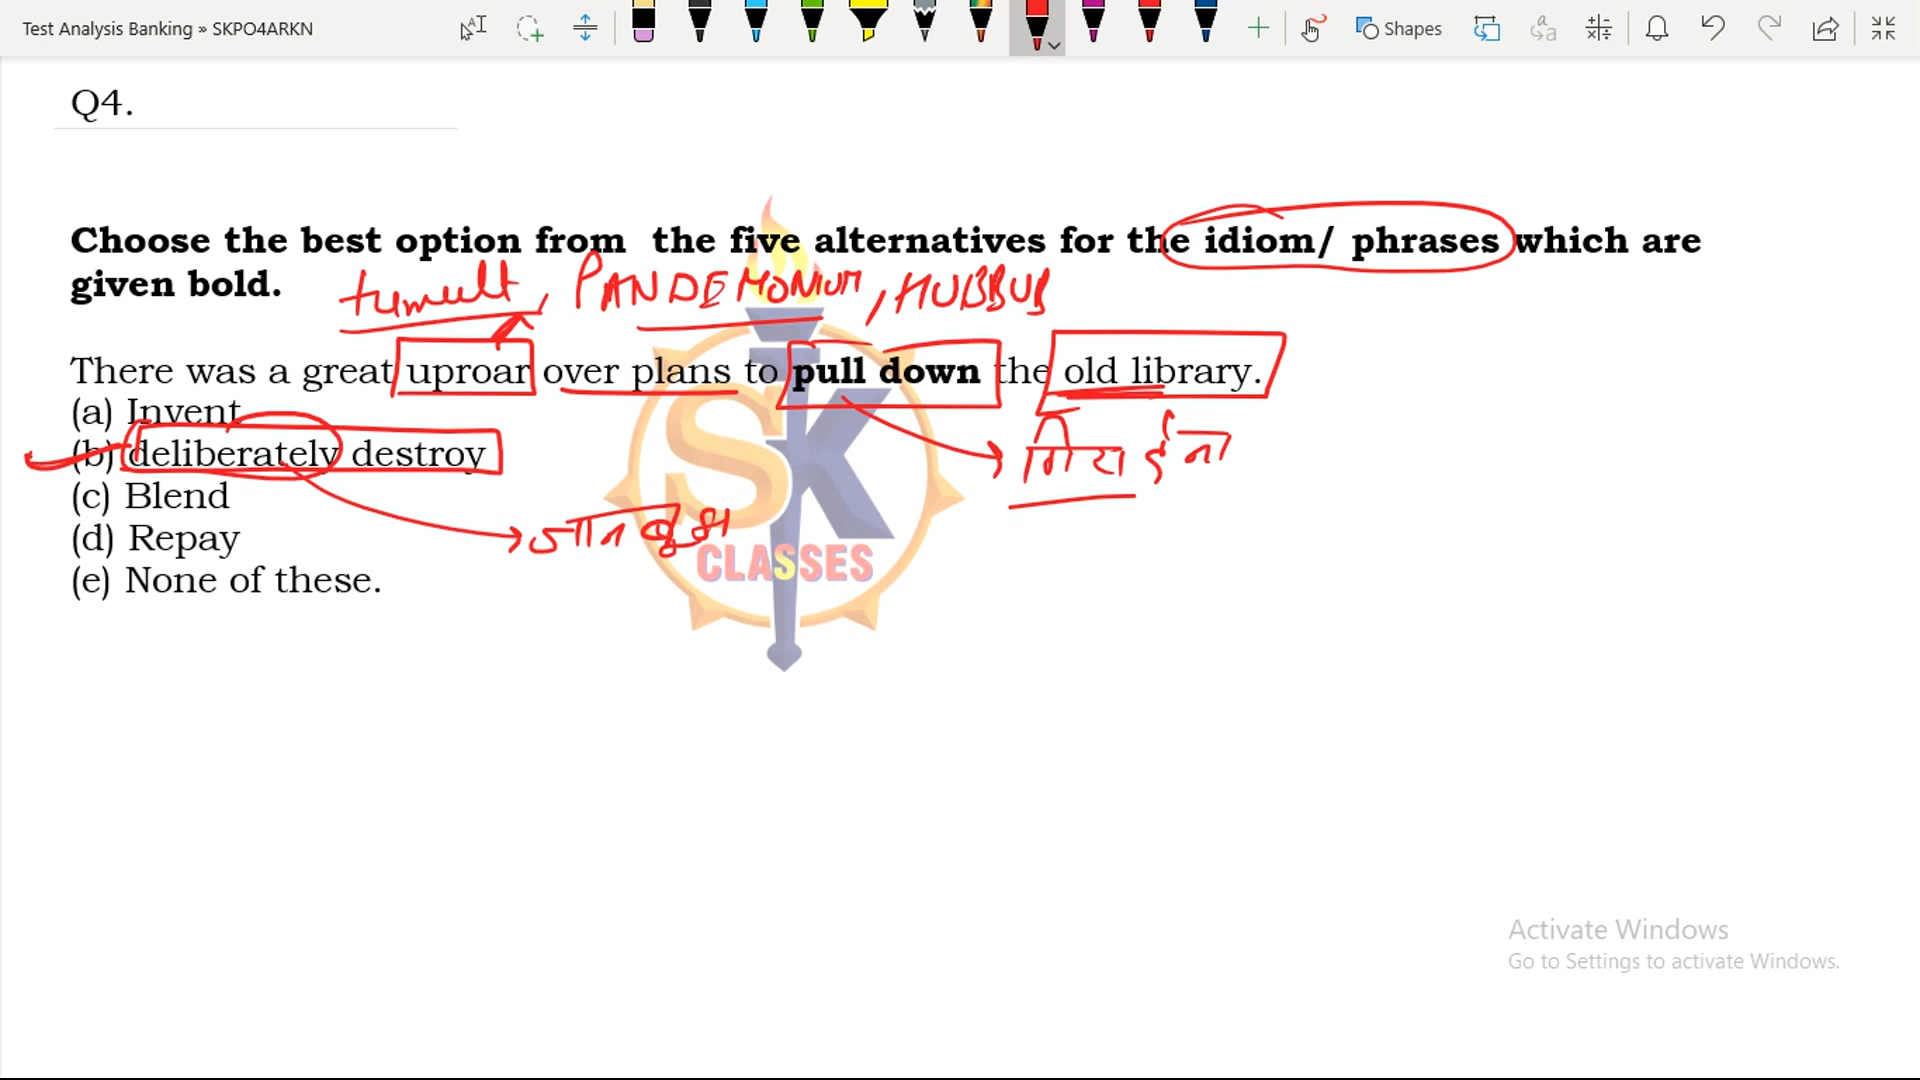 Test Analysis Banking » SKPO4ARKN
Shapes
Q4.
Choose the best option from the five alternatives for the idiom/ phrases which are
given bold.
tumult, PANDEMONIUM, HUBBUB
There was a great uproar over plans to pull down the old library.
(a) Invent
(b) deliberately destroy
गिरा देना
(c) Blend
(d) Repay
जानबूझ
(e) None of these.
SK
CLASSES
Activate Windows
Go to Settings to activate Windows.